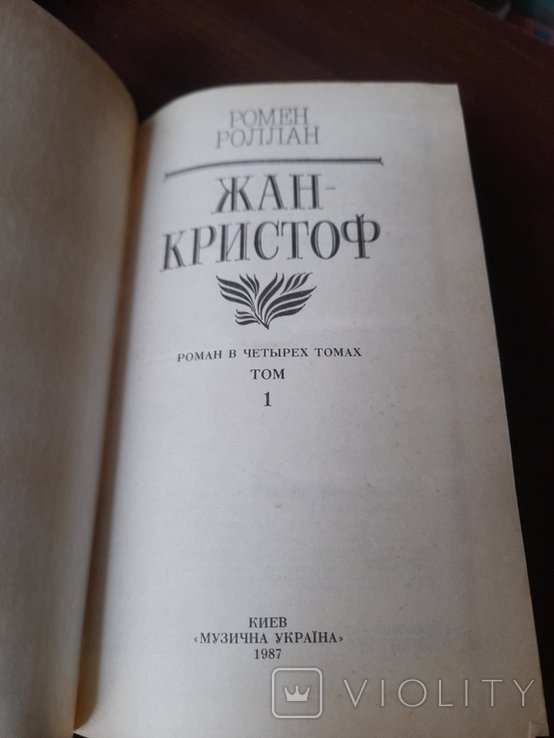 РОМЕН
РОЛЛАН
ЖАН-
КРИСТОФ
РОМАН В ЧЕТЫРЕХ ТОМАХ
ТОМ
1
КИЕВ
«МУЗИЧНА УКРАЇНА»
1987
VIOLITY